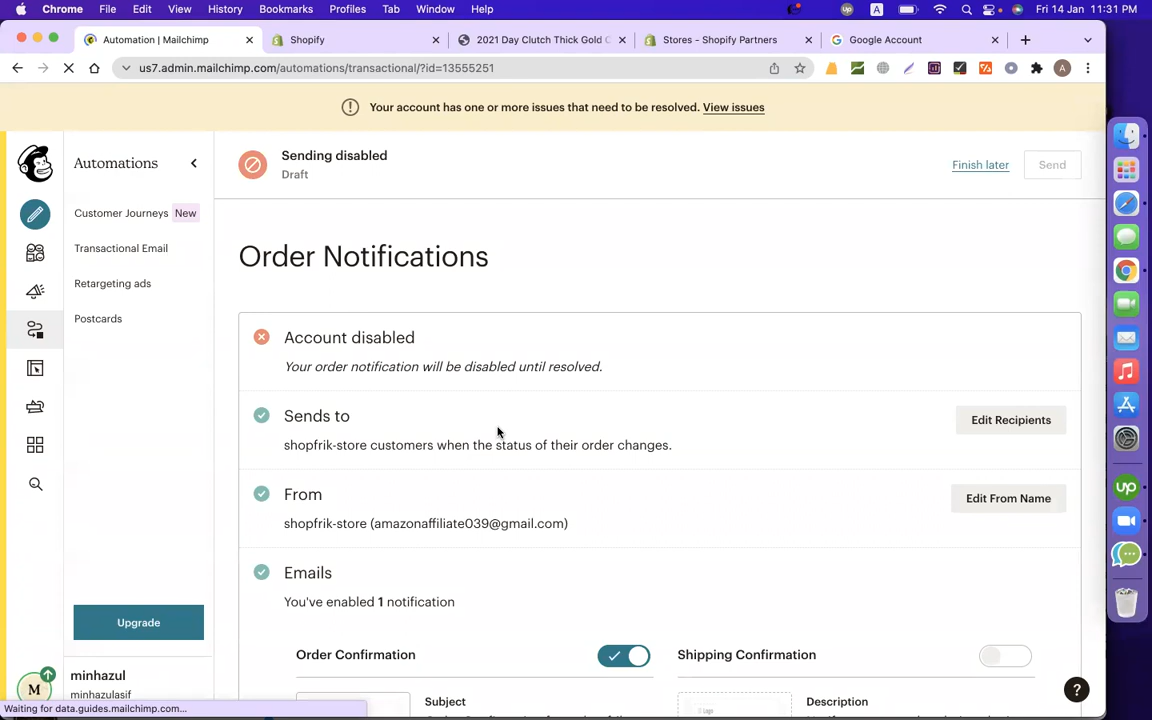 Chrome File Edit View History Bookmarks Profiles Tab Window Help up A Fri 14 Jan 11:31 PM
Automation | Mailchimp Shopify 2021 Day Clutch Thick Gold C Stores - Shopify Partners Google Account
us7.admin.mailchimp.com/automations/transactional/?id=13555251 A
Your account has one or more issues that need to be resolved. View issues
Automations
Sending disabled
Draft
Finish later Send
Customer Journeys New
Transactional Email
Retargeting ads
Postcards
Order Notifications
Account disabled
Your order notification will be disabled until resolved.
Sends to
shopfrik-store customers when the status of their order changes.
Edit Recipients
From
shopfrik-store (amazonaffiliate039@gmail.com)
Edit From Name
Emails
You've enabled 1 notification
Order Confirmation Shipping Confirmation
Subject Description
Upgrade
M
minhazul
minhazulasif
Waiting for data.guides.mailchimp.com...
?
up